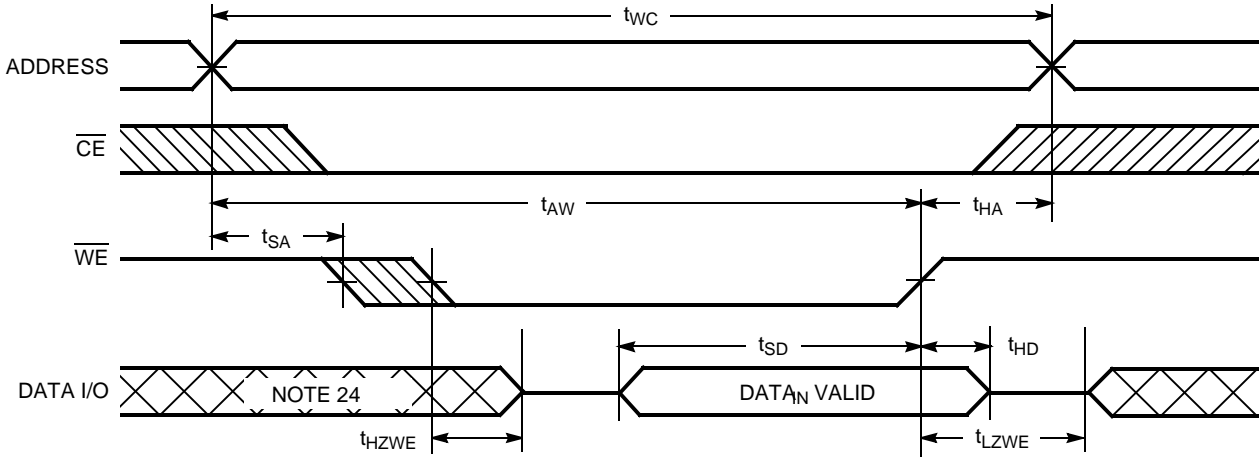 tWC
ADDRESS
CE
tAW
tHA
tSA
WE
tSD
tHD
DATA I/O
NOTE 24
DATAIN VALID
tHZWE
tLZWE